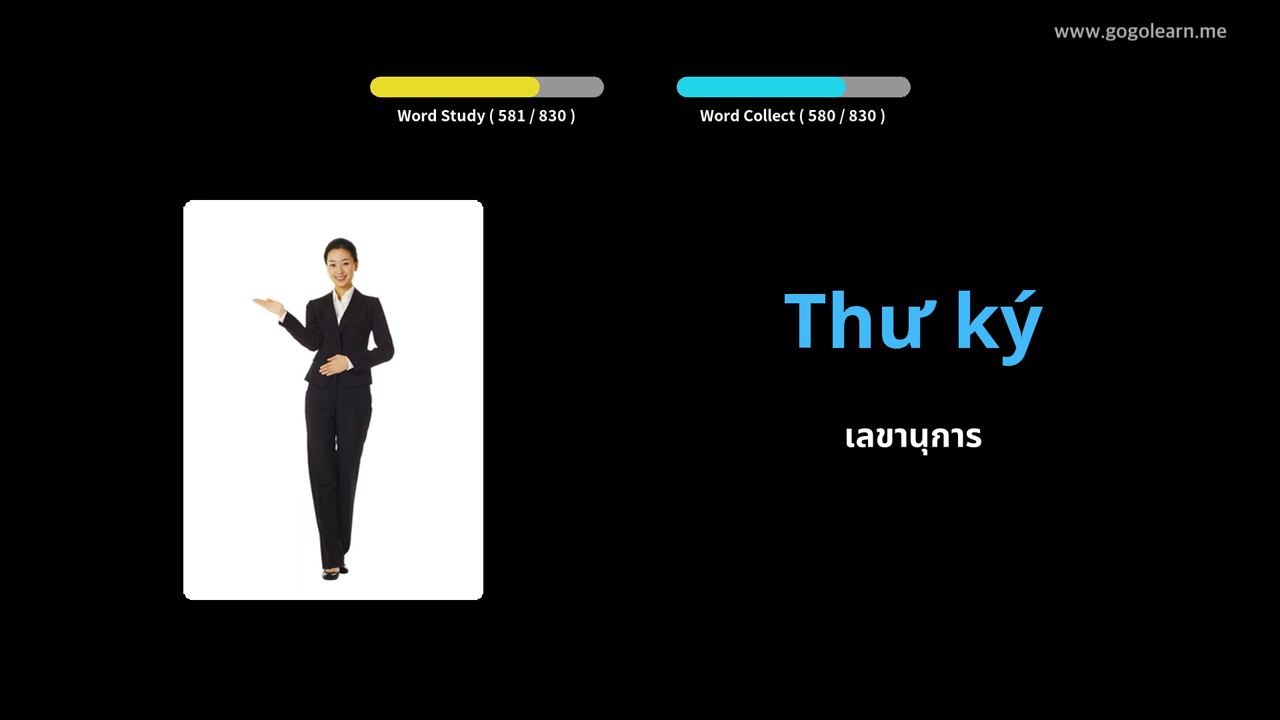 www.gogolearn.me
Word Study ( 581 / 830 )
Word Collect ( 580 / 830 )
Thư ký
เลขานุการ